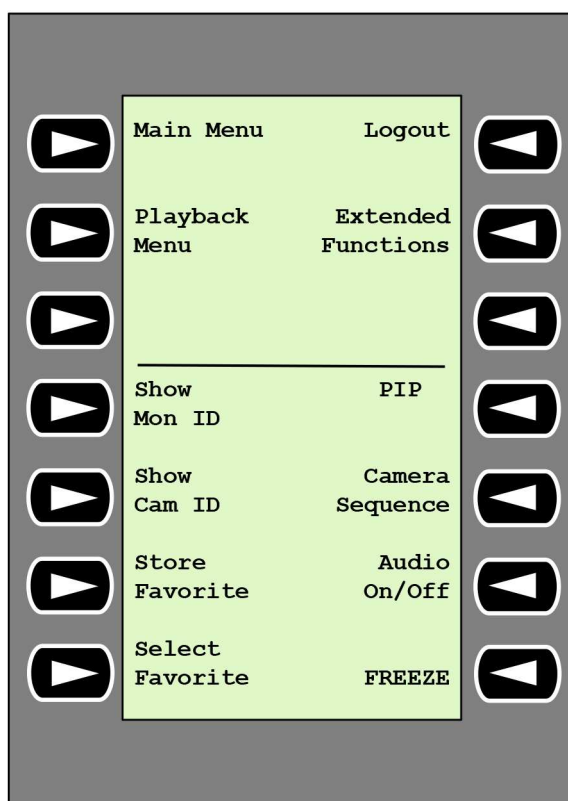 Main Menu Logout
Playback Extended
Menu Functions
Show PIP
Mon ID
Show Camera
Cam ID Sequence
Store Audio
Favorite On/Off
Select
Favorite FREEZE